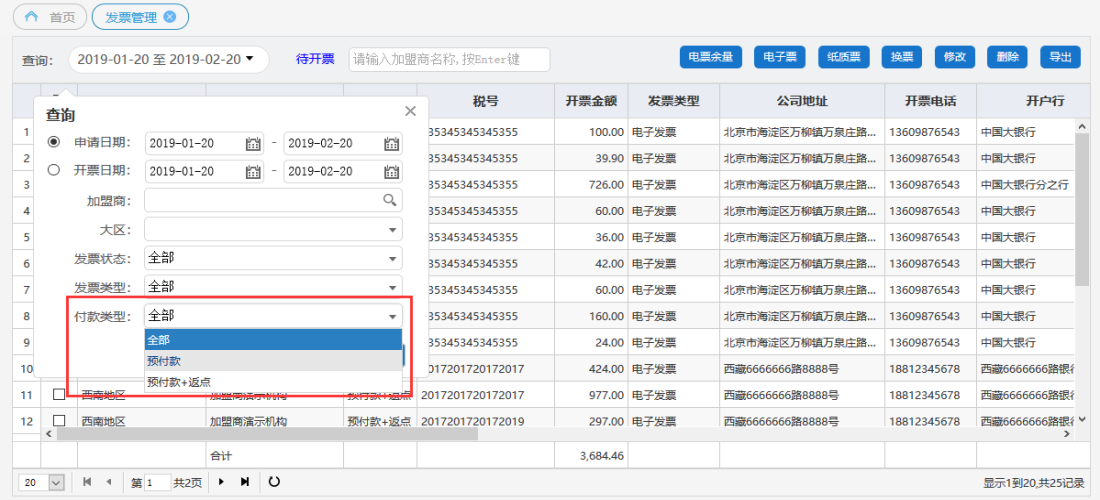 首页 发票管理
查询： 2019-01-20 至 2019-02-20 待开票 请输入加盟商名称,按Enter键 电票余量 电子票 纸质票 换票 修改 删除 导出
税号 开票金额 发票类型 公司地址 开票电话 开户行
查询
申请日期： 2019-01-20 - 2019-02-20
开票日期： 2019-01-20 - 2019-02-20
加盟商：
大区：
发票状态： 全部
发票类型： 全部
付款类型： 全部
全部
预付款
预付款+返点
1 35345345345355 100.00 电子发票 北京市海淀区万柳镇万泉庄路... 13609876543 中国大银行
2 35345345345355 39.90 电子发票 北京市海淀区万柳镇万泉庄路... 13609876543 中国大银行
3 35345345345355 726.00 电子发票 北京市海淀区万柳镇万泉庄路... 13609876543 中国大银行分之行
4 35345345345355 60.00 电子发票 北京市海淀区万柳镇万泉庄路... 13609876543 中国大银行
5 35345345345355 36.00 电子发票 北京市海淀区万柳镇万泉庄路... 13609876543 中国大银行
6 35345345345355 42.00 电子发票 北京市海淀区万柳镇万泉庄路... 13609876543 中国大银行
7 35345345345355 60.00 电子发票 北京市海淀区万柳镇万泉庄路... 13609876543 中国大银行
8 35345345345355 160.00 电子发票 北京市海淀区万柳镇万泉庄路... 13609876543 中国大银行
9 35345345345355 24.00 电子发票 北京市海淀区万柳镇万泉庄路... 13609876543 中国大银行
10 2017201720172017 424.00 电子发票 西藏6666666路8888号 18812345678 西藏6666666路银行
11 西南地区 加盟商演示机构 预付款+返点 2017201720172017 977.00 电子发票 西藏6666666路8888号 18812345678 西藏6666666路银行
12 西南地区 加盟商演示机构 预付款+返点 2017201720172019 297.00 电子发票 西藏6666666路8888号 18812345678 西藏6666666路银行
合计 3,684.46
20 第 1 共2页 显示1到20,共25记录